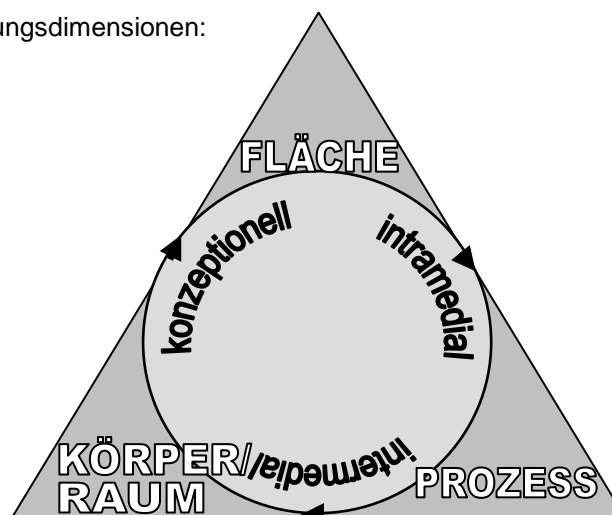 ungsdimensionen:
FLÄCHE
konzeptionell
intramedial
KÖRPER/
RAUM
intermedial
PROZESS